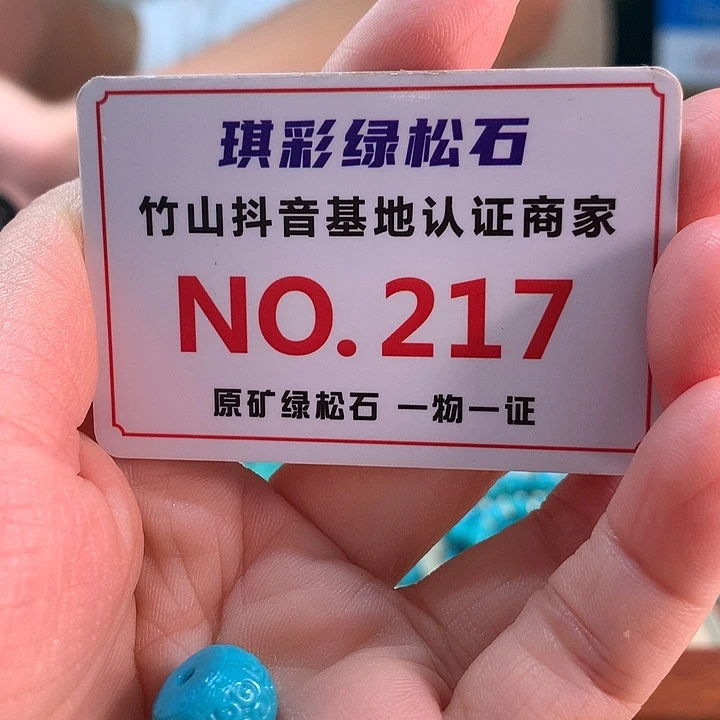 琪彩绿松石
竹山抖音基地认证商家
NO.217
原矿绿松石 一物一证